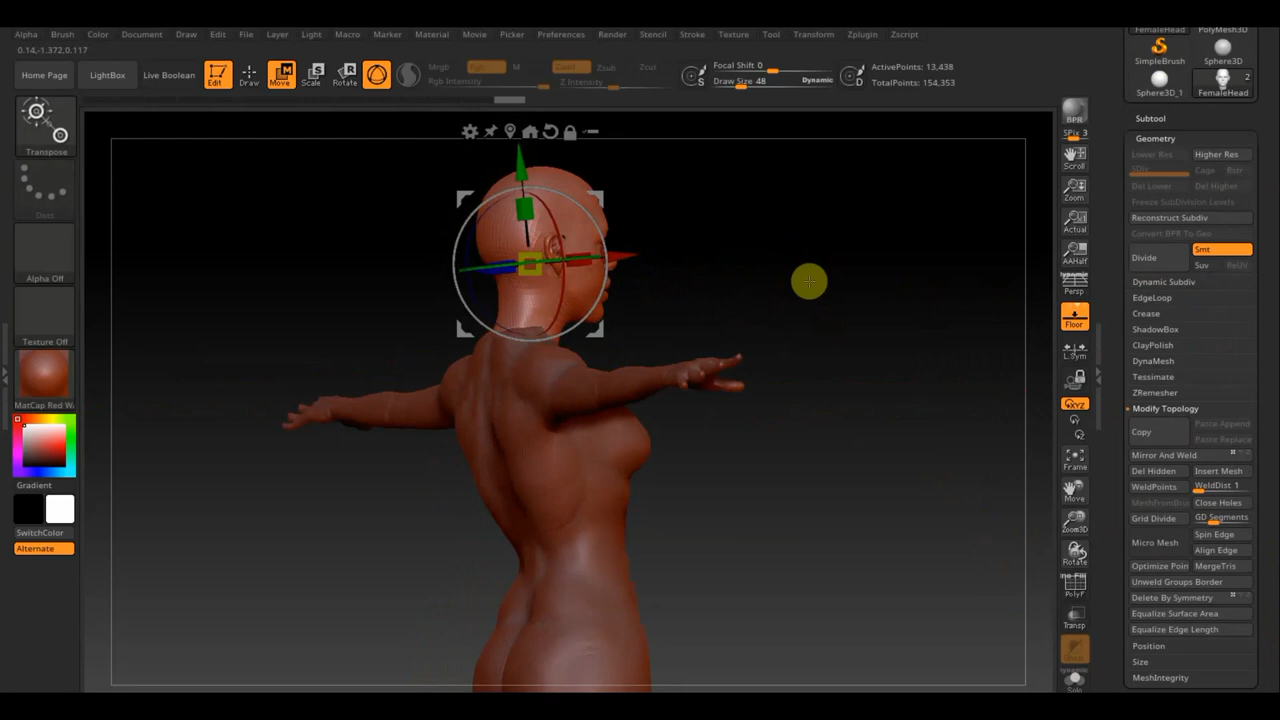 FemaleHead PolyMesh3D
Alpha Brush Color Document Draw Edit File Layer Light Macro Marker Material Movie Picker Preferences Render Stencil Stroke Texture Tool Transform Zplugin Zscript
0.14,-1.372,0.117
Home Page LightBox Live Boolean Edit Draw Move Scale Rotate
Mrgb Rgb M Zadd Zsub Zcut
Rgb Intensity Z Intensity
Focal Shift 0
Draw Size 48 Dynamic
ActivePoints: 13,438
TotalPoints: 154,353
SimpleBrush Sphere3D
2
Sphere3D_1 FemaleHead
Transpose
Dots
Alpha Off
Texture Off
MatCap Red Wa
Gradient
SwitchColor
Alternate
BPR
SPix 3
Scroll
Zoom
Actual
AAHalf
Dynamic
Persp
Floor
L.Sym
XYZ
Y
Z
Frame
Move
Zoom3D
Rotate
PolyF
Transp
Dynamic
Solo
Subtool
Geometry
Lower Res Higher Res
SDiv Cage Rstr
Del Lower Del Higher
Freeze SubDivision Levels
Reconstruct Subdiv
Convert BPR To Geo
Divide Smt
Suv ReUV
Dynamic Subdiv
EdgeLoop
Crease
ShadowBox
ClayPolish
DynaMesh
Tessimate
ZRemesher
Modify Topology
Copy Paste Append
Paste Replace
Mirror And Weld
Del Hidden Insert Mesh
WeldPoints WeldDist 1
MeshFromBru Close Holes
Grid Divide GD Segments
Micro Mesh Spin Edge
Align Edge
Optimize Poin MergeTris
Unweld Groups Border
Delete By Symmetry
Equalize Surface Area
Equalize Edge Length
Position
Size
MeshIntegrity